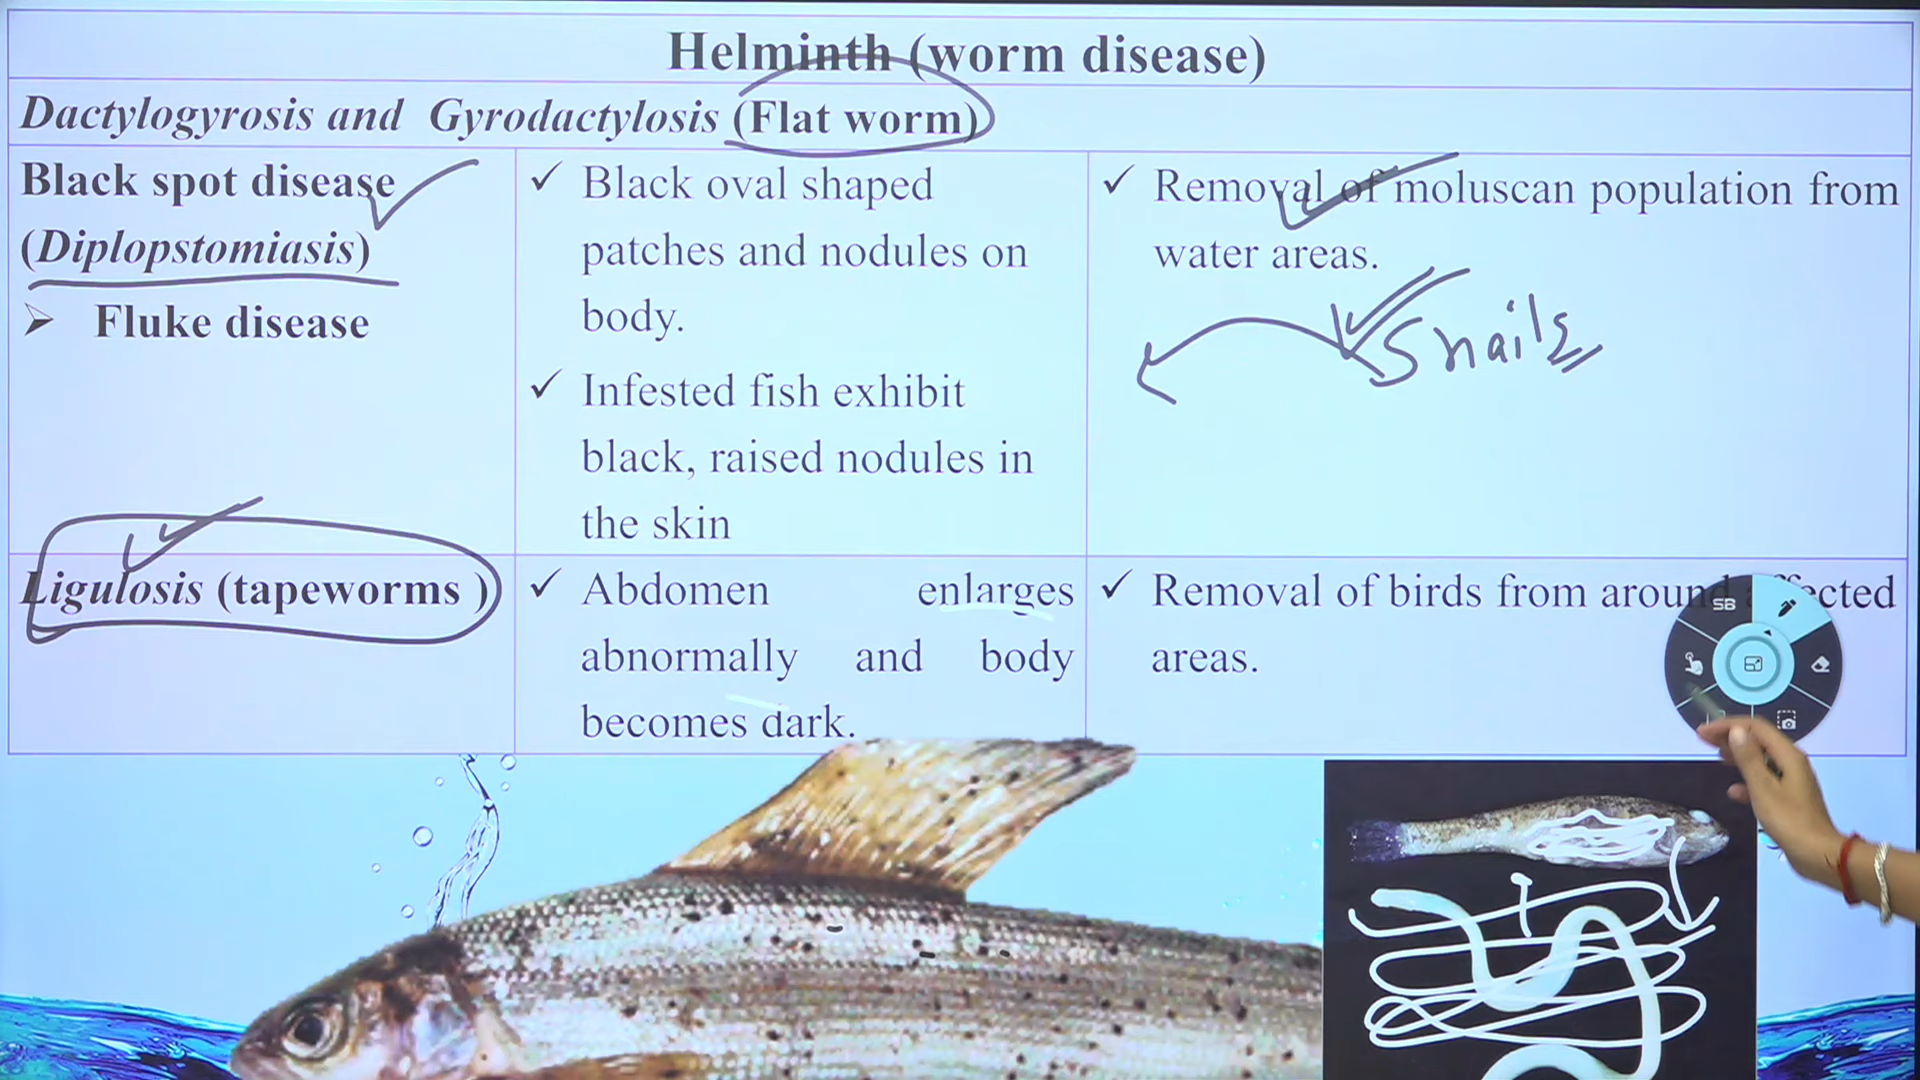 Helminth (worm disease)
Dactylogyrosis and Gyrodactylosis (Flat worm)
Black spot disease
(Diplopstomiasis)
➢ Fluke disease
✓ Black oval shaped
patches and nodules on
body.
✓ Infested fish exhibit
black, raised nodules in
the skin
✓ Removal of moluscan population from
water areas.
Snails
Ligulosis (tapeworms )
✓ Abdomen enlarges
abnormally and body
becomes dark.
✓ Removal of birds from around
areas.
SB